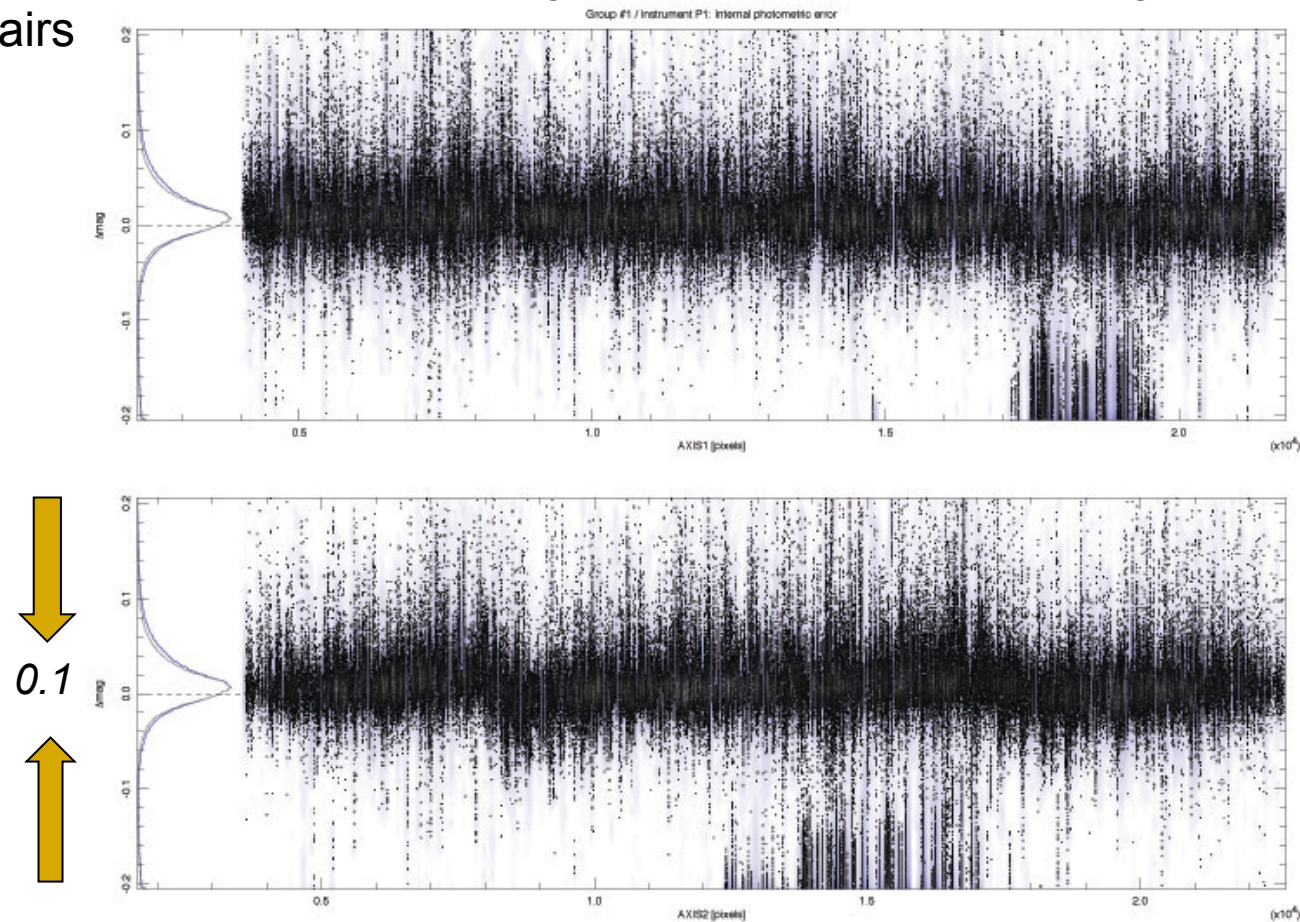 airs
Group #1 / Instrument P1: Internal photometric error
0.2
0.1
0.0
-0.1
-0.2
Δmag
0.5 1.0 1.5 2.0
AXIS1 [pixels] (x10⁴)
0.2
0.1
0.0
-0.1
-0.2
Δmag
0.1
0.5 1.0 1.5 2.0
AXIS2 [pixels] (x10⁴)